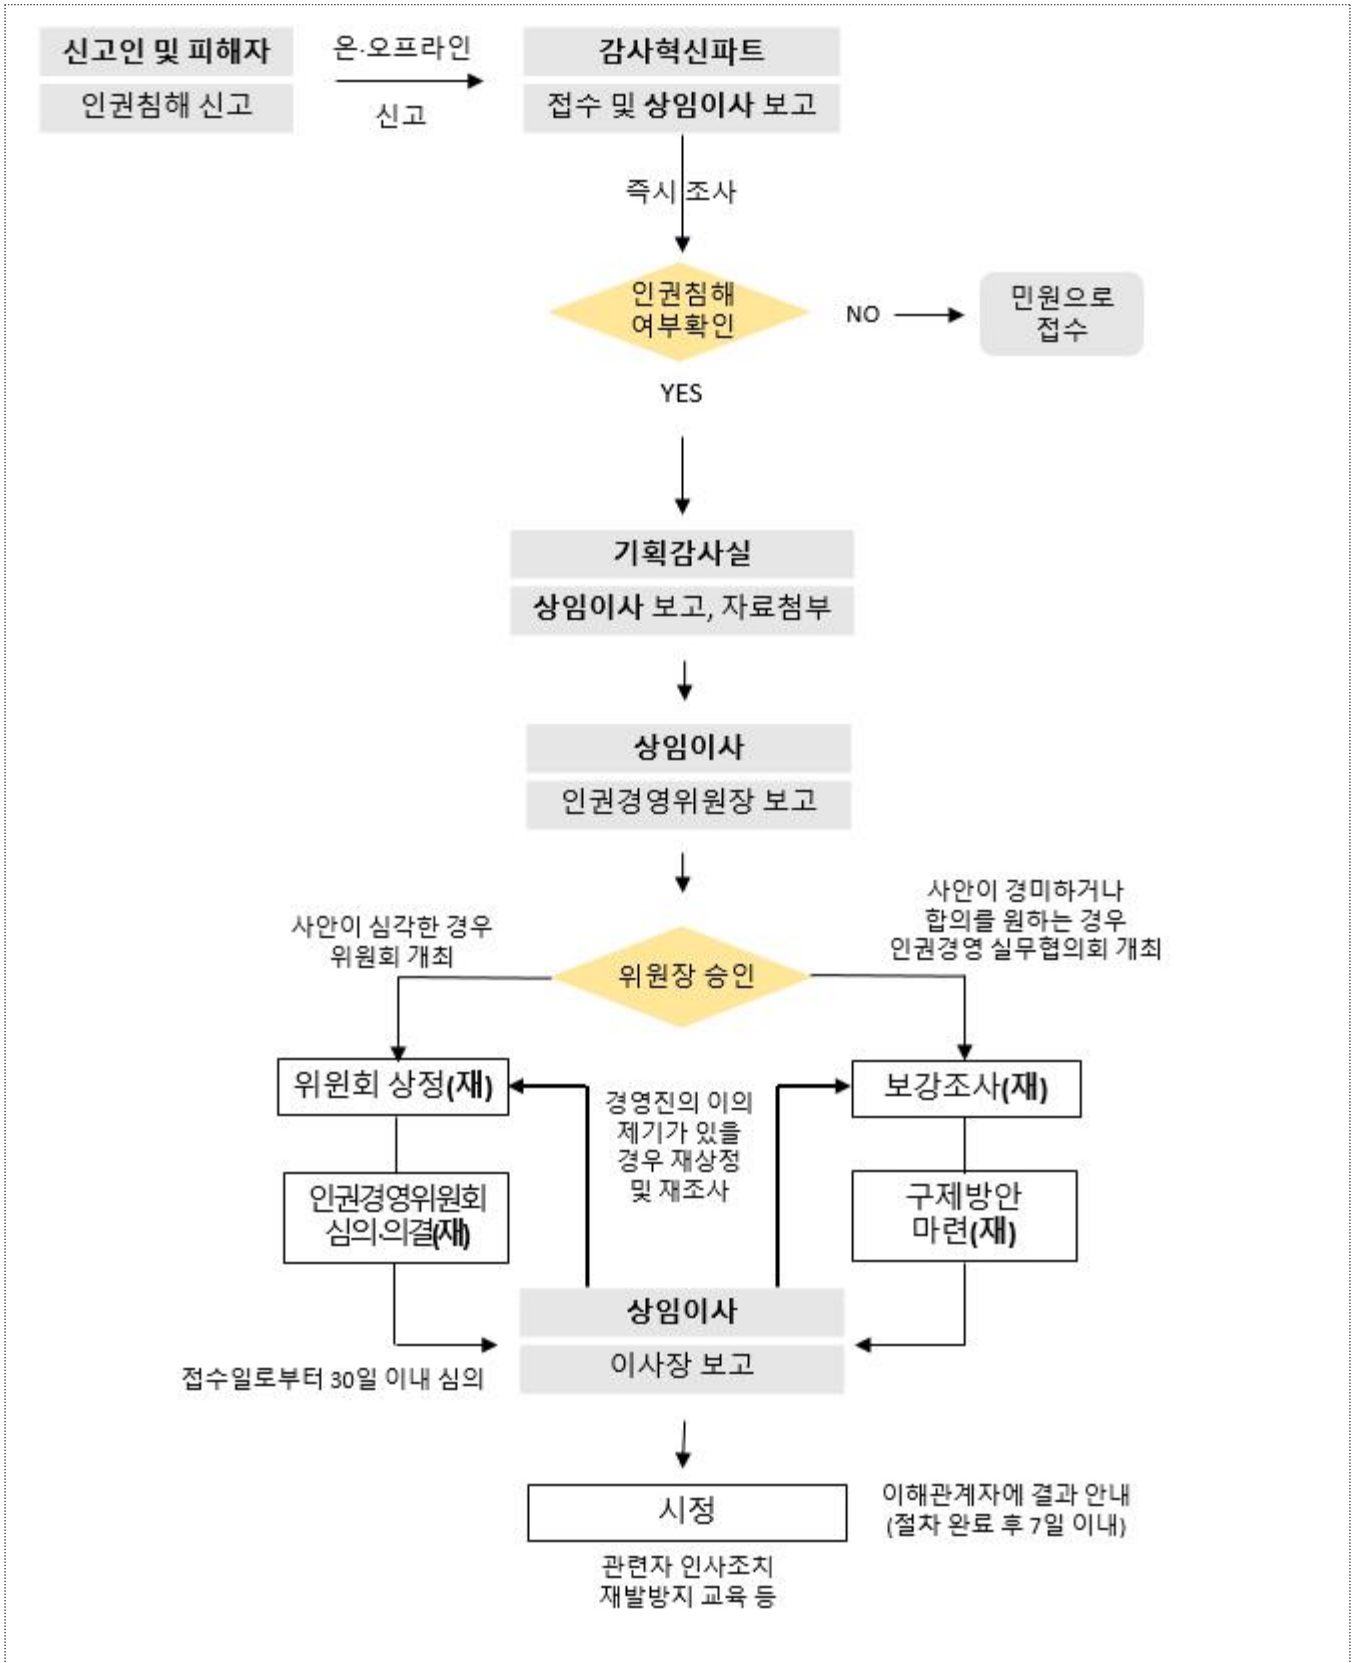 신고인 및 피해자
인권침해 신고
온·오프라인
신고
감사혁신파트
접수 및 상임이사 보고
즉시 조사
인권침해
여부확인
NO
민원으로
접수
YES
기획감사실
상임이사 보고, 자료첨부
상임이사
인권경영위원장 보고
사안이 심각한 경우
위원회 개최
위원장 승인
사안이 경미하거나
합의를 원하는 경우
인권경영 실무협의회 개최
위원회 상정(재)
경영진의 이의
제기가 있을
경우 재상정
및 재조사
보강조사(재)
인권경영위원회
심의·의결(재)
구제방안
마련(재)
상임이사
이사장 보고
접수일로부터 30일 이내 심의
시정
이해관계자에 결과 안내
(절차 완료 후 7일 이내)
관련자 인사조치
재발방지 교육 등